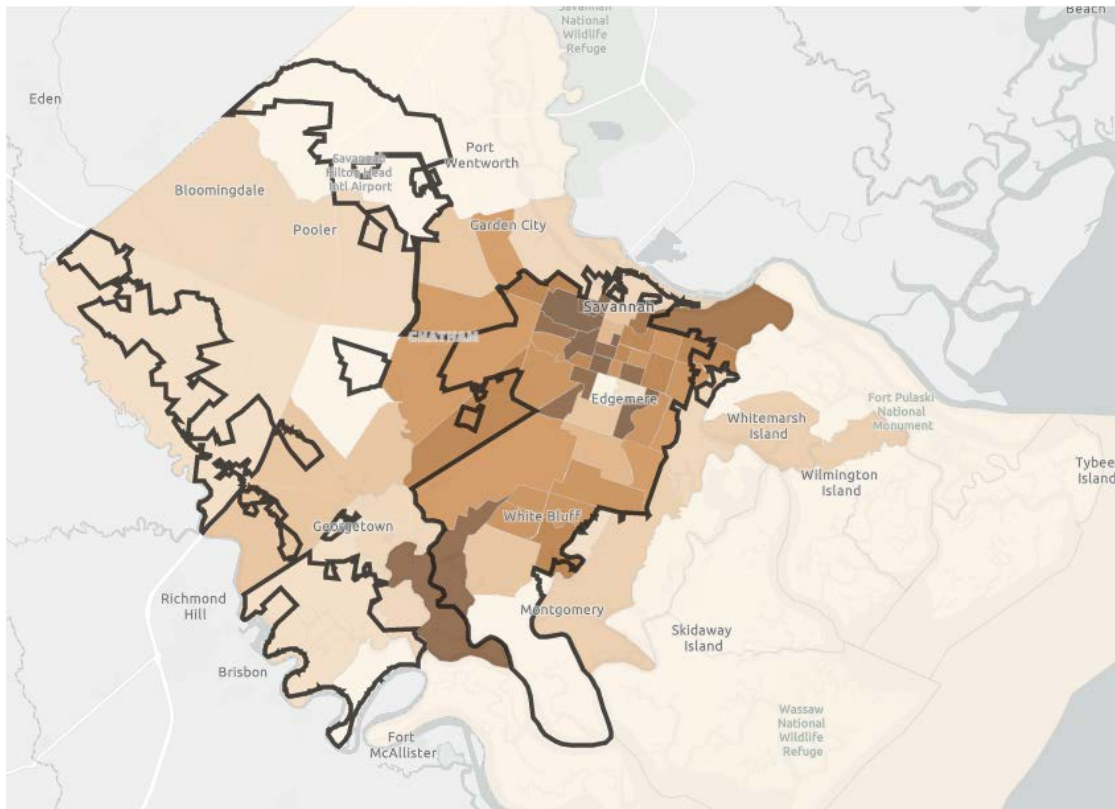 Savannah
National
Wildlife
Refuge
Beach
Eden
Port
Wentworth
Savannah
Hilton Head
Intl Airport
Bloomingdale
Pooler
Garden City
Savannah
CHATHAM
Edgemere
Fort Pulaski
National
Monument
Whitemarsh
Island
Wilmington
Island
Tybee
Island
White Bluff
Georgetown
Richmond
Hill
Montgomery
Skidaway
Island
Brisbon
Wassaw
National
Wildlife
Refuge
Fort
McAllister